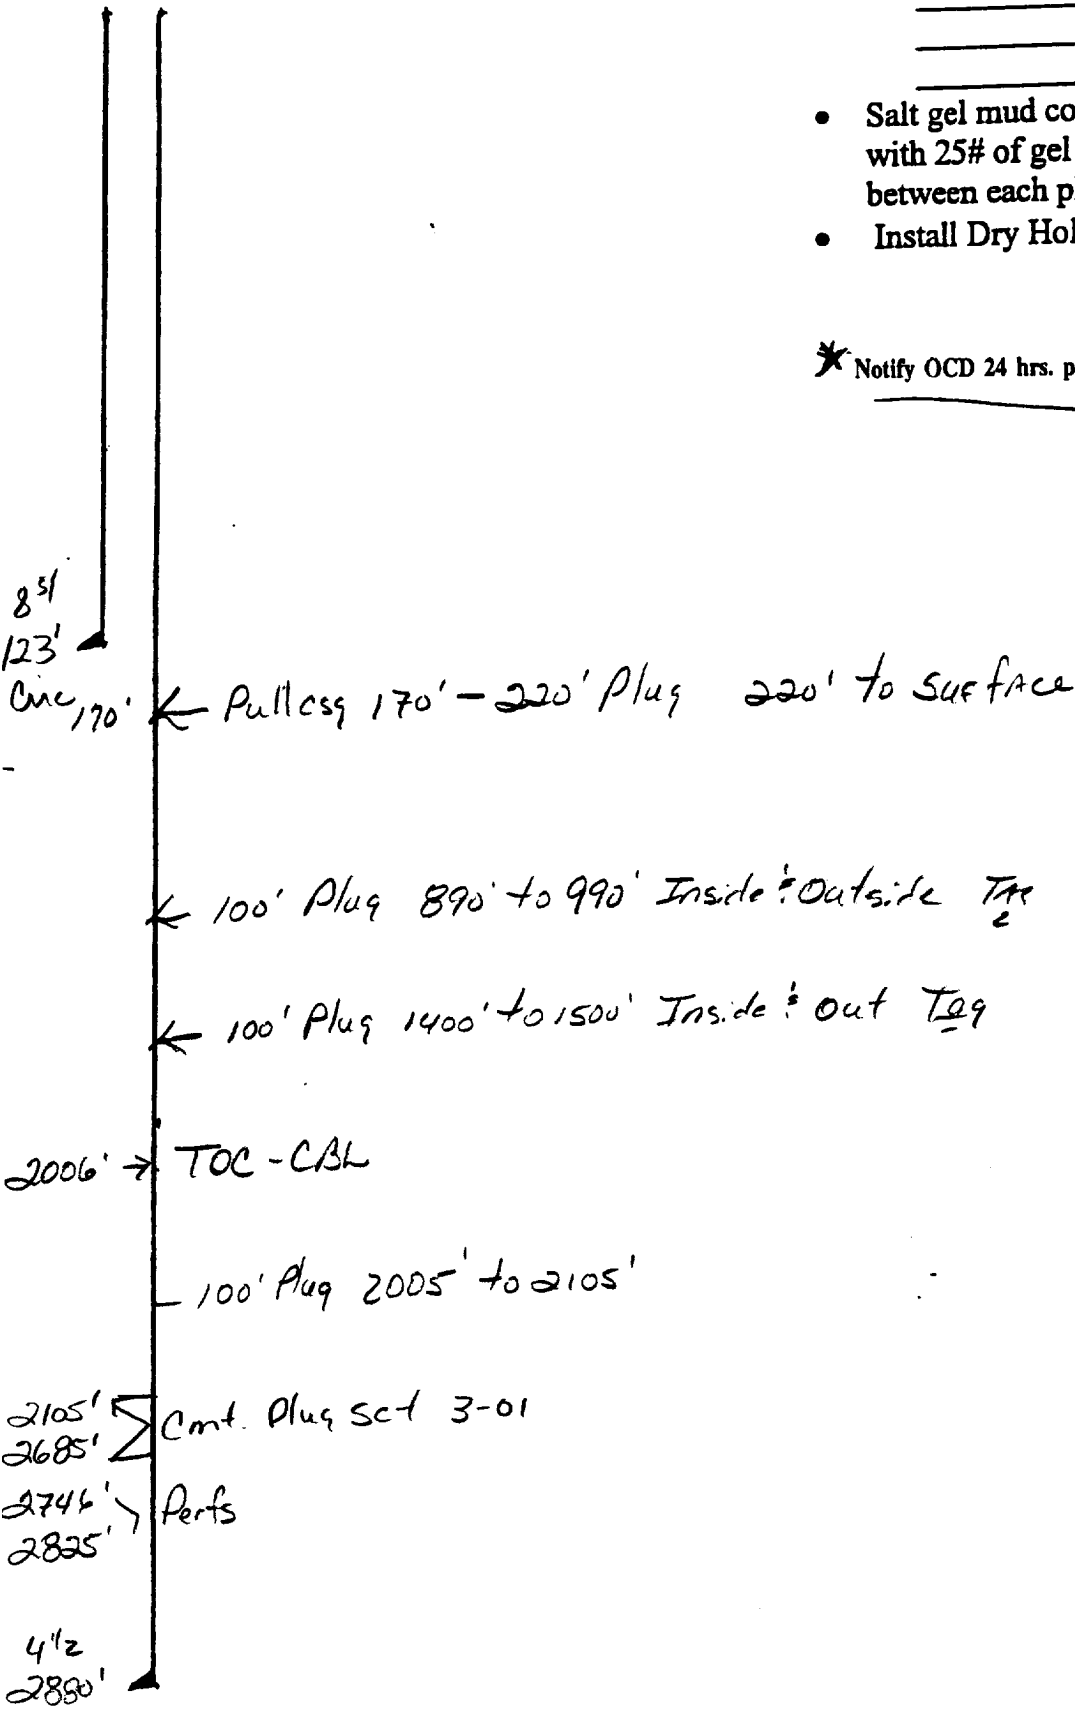 • Salt gel mud co
with 25# of gel
between each p
• Install Dry Hol
* Notify OCD 24 hrs. p
8 5/
123'
Circ
170' ← Pull csg 170' - 220' Plug 220' to Surface
← 100' Plug 890' to 990' Inside & Outside
← 100' Plug 1400' to 1500' Inside & Out Tag
2006' → TOC - CBL
100' Plug 2005' to 2105'
2105'
2685' Cmt. Plug set 3-01
2746' Perfs
2825'
4 1/2
2880'